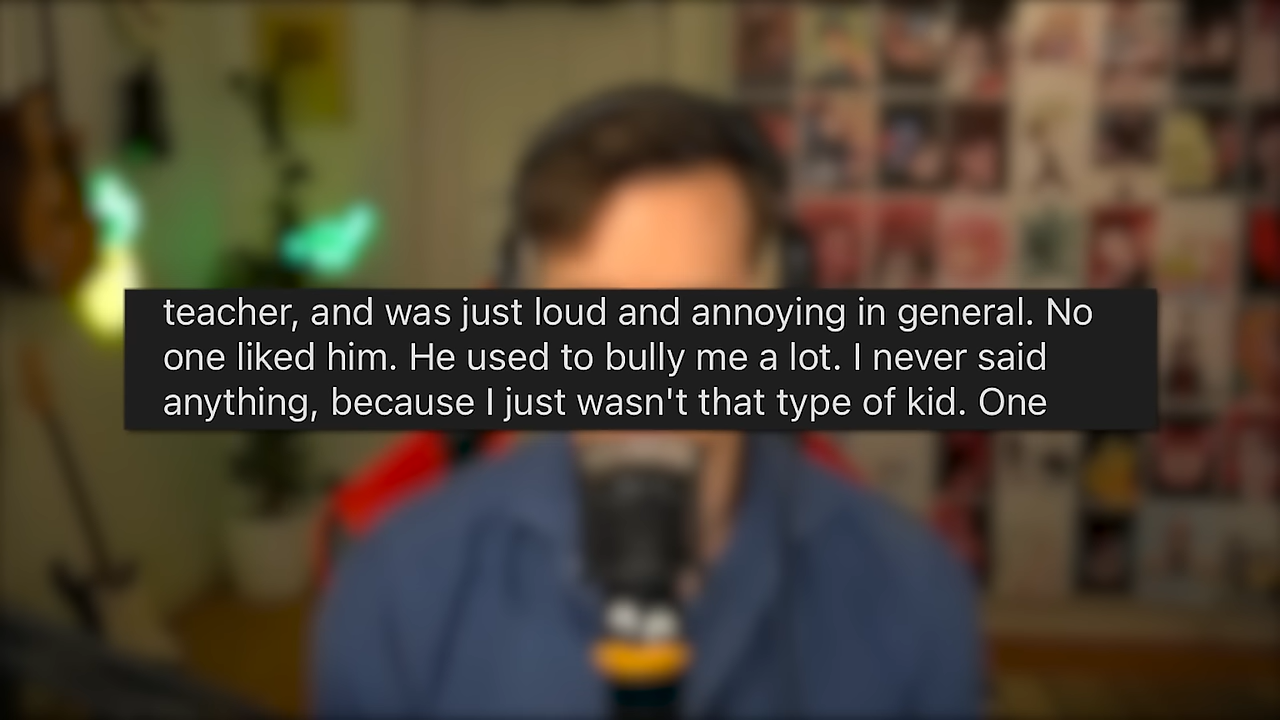 teacher, and was just loud and annoying in general. No
one liked him. He used to bully me a lot. I never said
anything, because I just wasn't that type of kid. One